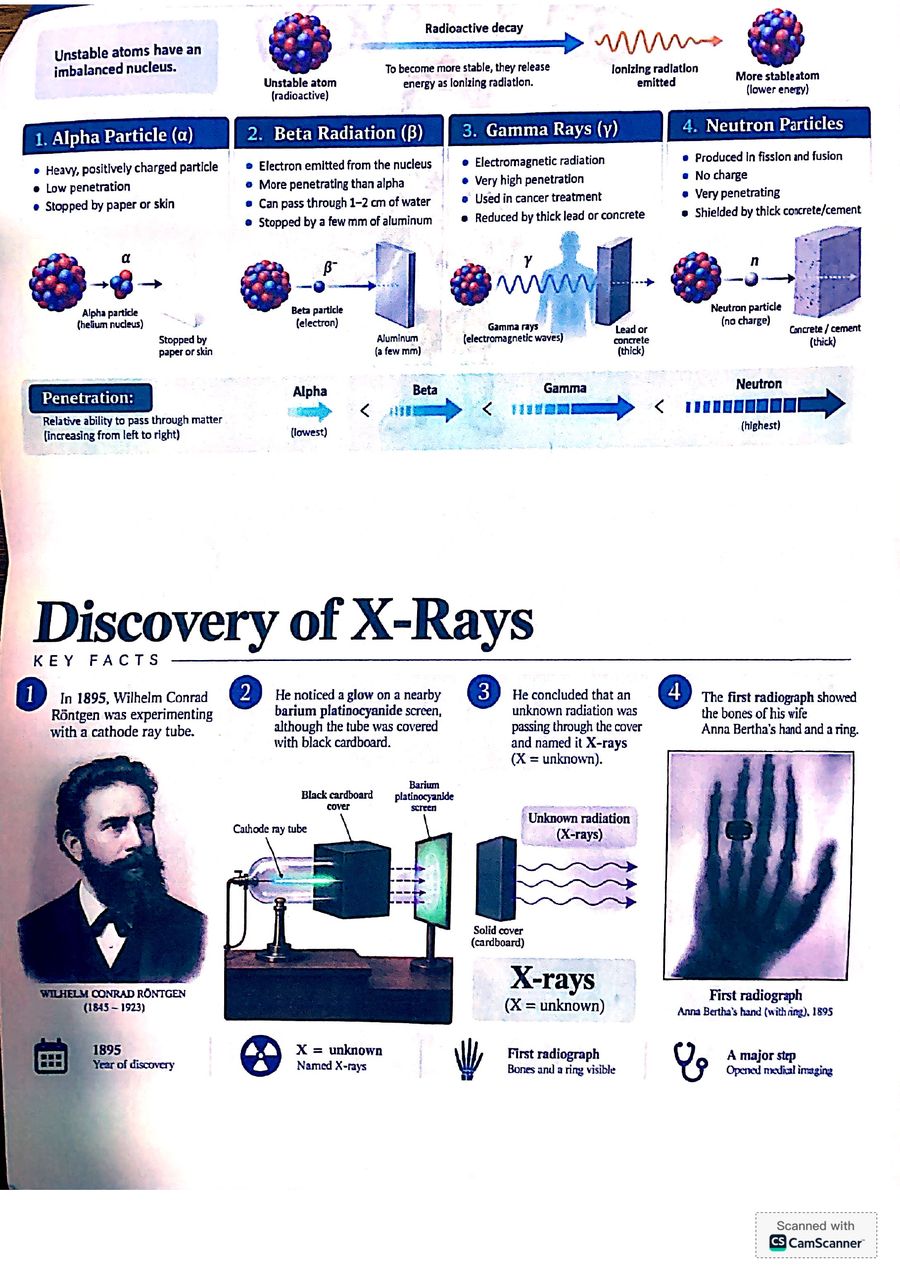 Unstable atoms have an
imbalanced nucleus.
Unstable atom
(radioactive)
Radioactive decay
To become more stable, they release
energy as ionizing radiation.
Ionizing radiation
emitted
More stable atom
(lower energy)
1. Alpha Particle (α)
• Heavy, positively charged particle
• Low penetration
• Stopped by paper or skin
α
Alpha particle
(helium nucleus)
Stopped by
paper or skin
2. Beta Radiation (β)
• Electron emitted from the nucleus
• More penetrating than alpha
• Can pass through 1–2 cm of water
• Stopped by a few mm of aluminum
β⁻
Beta particle
(electron)
Aluminum
(a few mm)
3. Gamma Rays (γ)
• Electromagnetic radiation
• Very high penetration
• Used in cancer treatment
• Reduced by thick lead or concrete
γ
Gamma rays
(electromagnetic waves)
Lead or
concrete
(thick)
4. Neutron Particles
• Produced in fission and fusion
• No charge
• Very penetrating
• Shielded by thick concrete/cement
n
Neutron particle
(no charge)
Concrete / cement
(thick)
Penetration:
Relative ability to pass through matter
(increasing from left to right)
Alpha
(lowest)
<
Beta
<
Gamma
<
Neutron
(highest)
Discovery of X-Rays
KEY FACTS
1
In 1895, Wilhelm Conrad
Röntgen was experimenting
with a cathode ray tube.
WILHELM CONRAD RÖNTGEN
(1845 – 1923)
2
He noticed a glow on a nearby
barium platinocyanide screen,
although the tube was covered
with black cardboard.
Cathode ray tube
Black cardboard
cover
Barium
platinocyanide
screen
3
He concluded that an
unknown radiation was
passing through the cover
and named it X-rays
(X = unknown).
Unknown radiation
(X-rays)
Solid cover
(cardboard)
X-rays
(X = unknown)
4
The first radiograph showed
the bones of his wife
Anna Bertha's hand and a ring.
First radiograph
Anna Bertha's hand (with ring), 1895
1895
Year of discovery
X = unknown
Named X-rays
First radiograph
Bones and a ring visible
A major step
Opened medical imaging
Scanned with
CS CamScanner